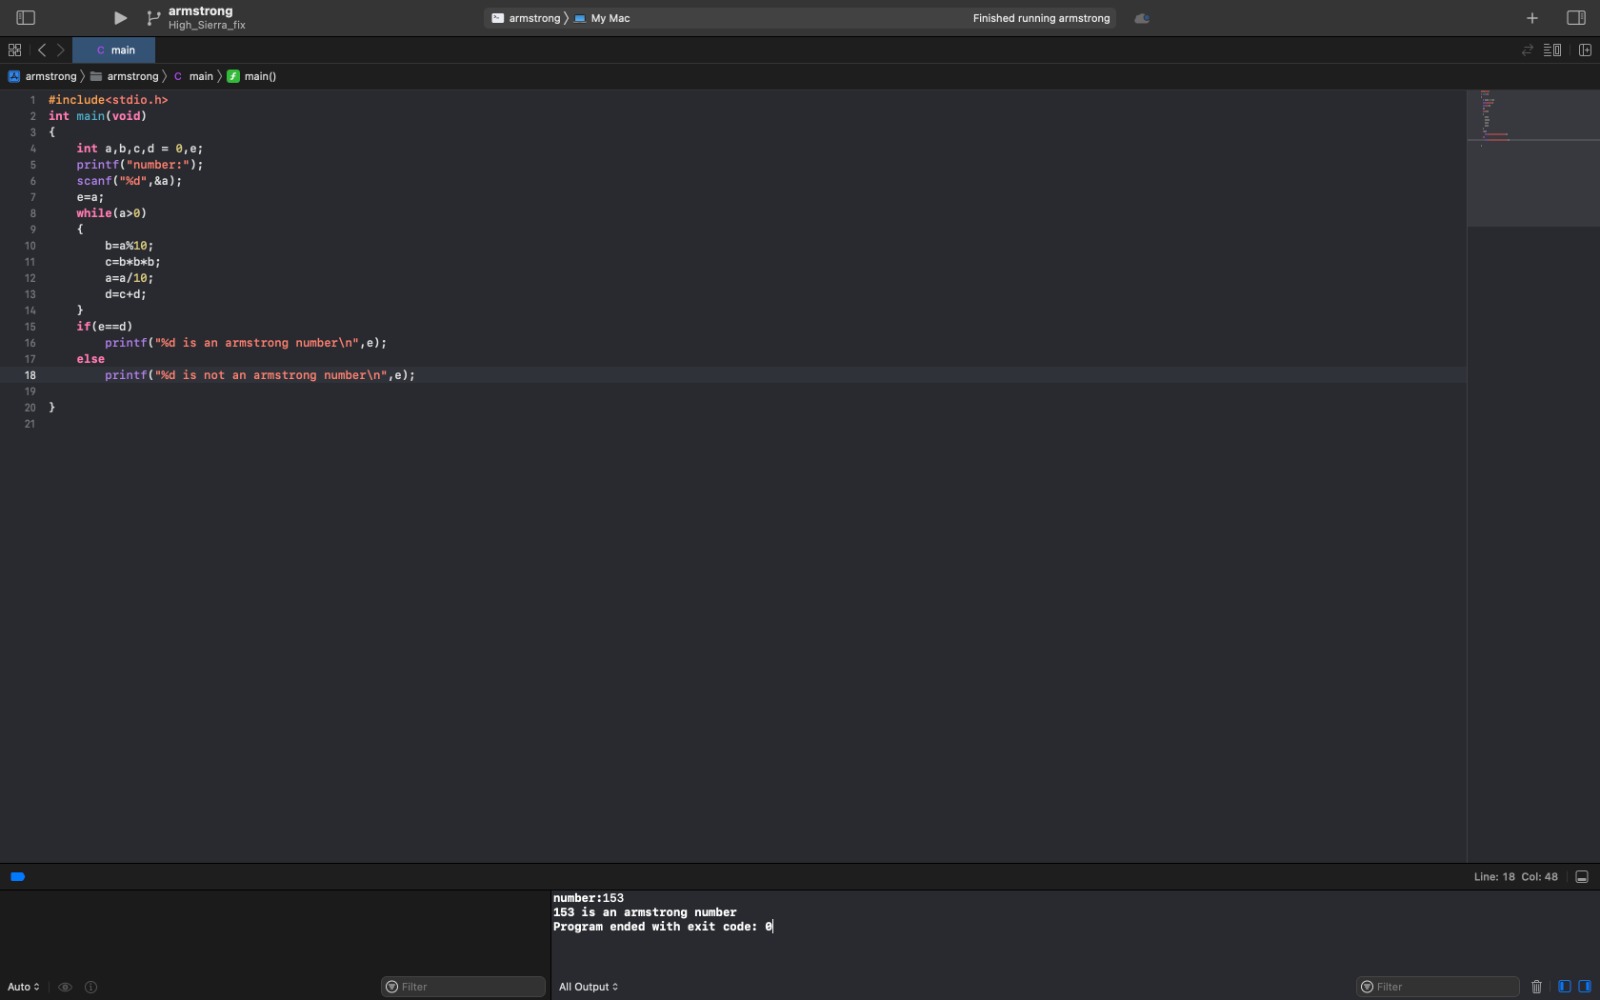 armstrong
High_Sierra_fix
armstrong 〉 My Mac
Finished running armstrong
C main
armstrong 〉 armstrong 〉 C main 〉 f main()
1 #include<stdio.h>
2 int main(void)
3 {
4     int a,b,c,d = 0,e;
5     printf("number:");
6     scanf("%d",&a);
7     e=a;
8     while(a>0)
9     {
10         b=a%10;
11         c=b*b*b;
12         a=a/10;
13         d=c+d;
14     }
15     if(e==d)
16         printf("%d is an armstrong number\n",e);
17     else
18         printf("%d is not an armstrong number\n",e);
19
20 }
21
Line: 18 Col: 48
number:153
153 is an armstrong number
Program ended with exit code: 0
Auto
Filter
All Output
Filter